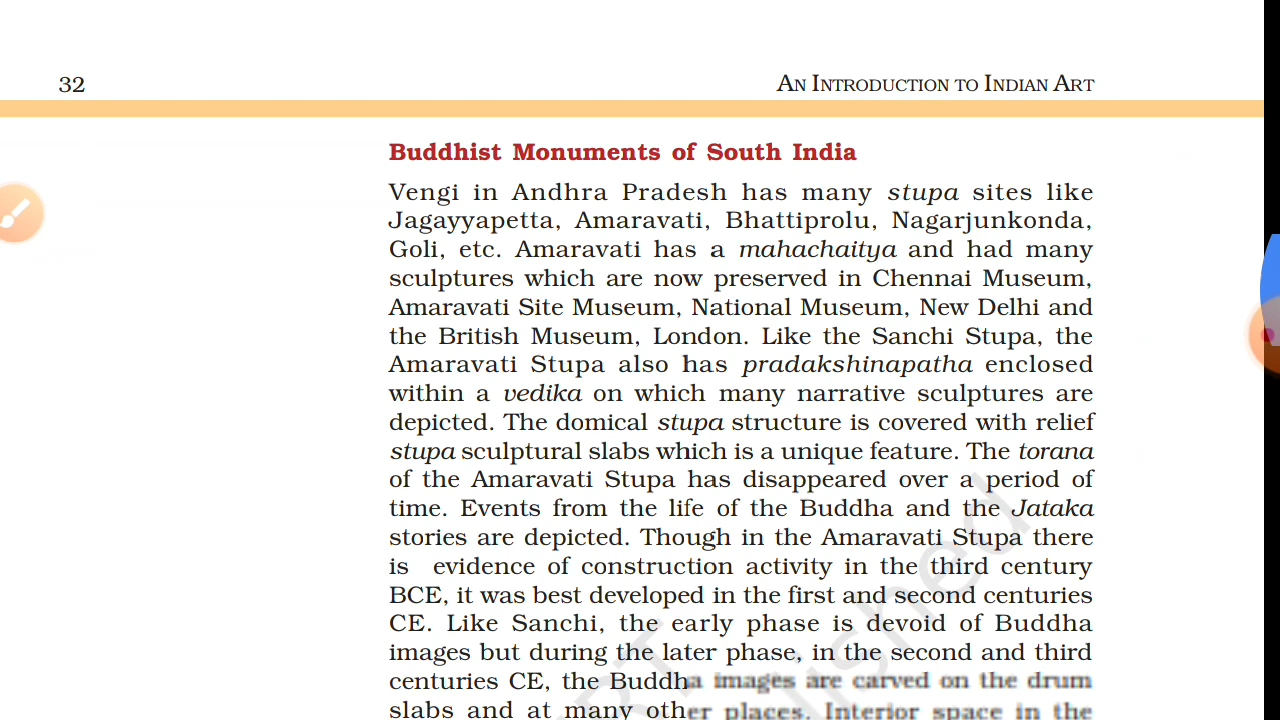 32
AN INTRODUCTION TO INDIAN ART
Buddhist Monuments of South India
Vengi in Andhra Pradesh has many stupa sites like
Jagayyapetta, Amaravati, Bhattiprolu, Nagarjunkonda,
Goli, etc. Amaravati has a mahachaitya and had many
sculptures which are now preserved in Chennai Museum,
Amaravati Site Museum, National Museum, New Delhi and
the British Museum, London. Like the Sanchi Stupa, the
Amaravati Stupa also has pradakshinapatha enclosed
within a vedika on which many narrative sculptures are
depicted. The domical stupa structure is covered with relief
stupa sculptural slabs which is a unique feature. The torana
of the Amaravati Stupa has disappeared over a period of
time. Events from the life of the Buddha and the Jataka
stories are depicted. Though in the Amaravati Stupa there
is evidence of construction activity in the third century
BCE, it was best developed in the first and second centuries
CE. Like Sanchi, the early phase is devoid of Buddha
images but during the later phase, in the second and third
centuries CE, the Buddha images are carved on the drum
slabs and at many other places. Interior space in the